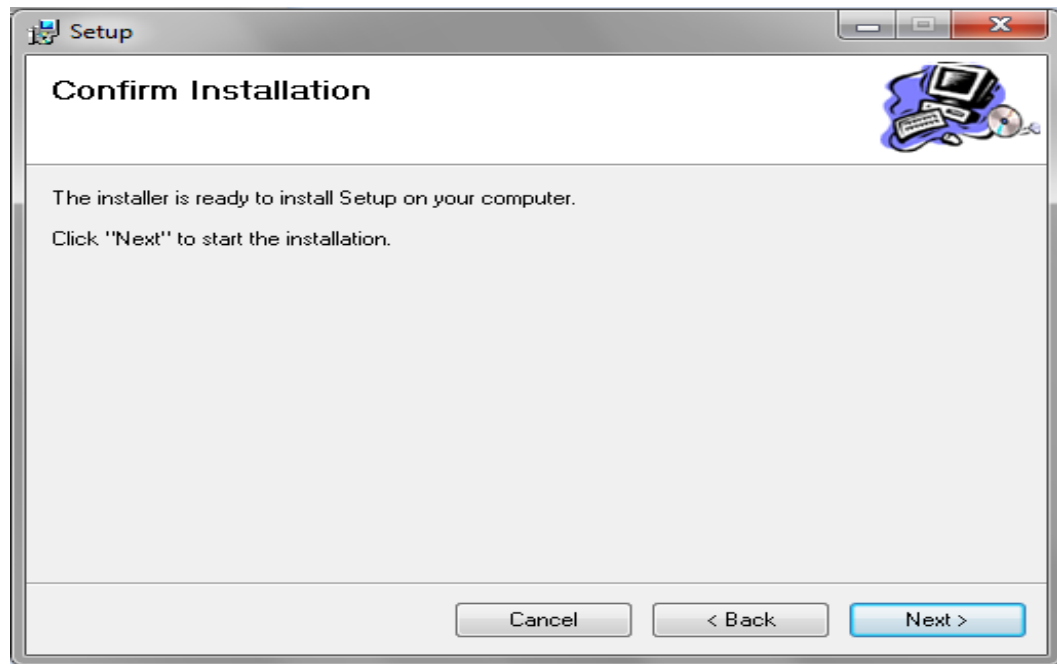 Setup
Confirm Installation
The installer is ready to install Setup on your computer.
Click "Next" to start the installation.
Cancel
< Back
Next >